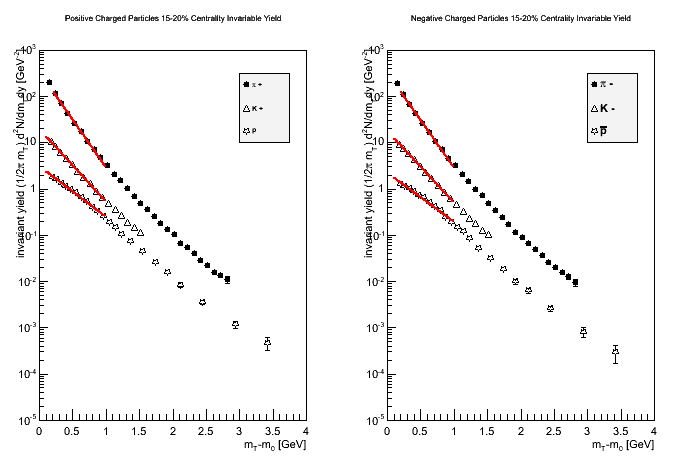 Positive Charged Particles 15-20% Centrality Invariable Yield
invariant yield (1/2π m_T) d²N/dm_T dy [GeV⁻²]
10³
10²
10
1
10⁻¹
10⁻²
10⁻³
10⁻⁴
10⁻⁵
π +
K +
p
0 0.5 1 1.5 2 2.5 3 3.5 4
m_T-m_0 [GeV]
Negative Charged Particles 15-20% Centrality Invariable Yield
invariant yield (1/2π m_T) d²N/dm_T dy [GeV⁻²]
10³
10²
10
1
10⁻¹
10⁻²
10⁻³
10⁻⁴
10⁻⁵
π -
K -
p̅
0 0.5 1 1.5 2 2.5 3 3.5 4
m_T-m_0 [GeV]